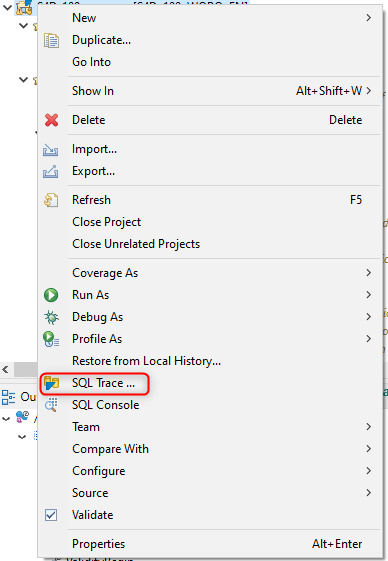 New
Duplicate...
Go Into
Show In Alt+Shift+W
Delete Delete
Import...
Export...
Refresh F5
Close Project
Close Unrelated Projects
Coverage As
Run As
Debug As
Profile As
Restore from Local History...
SQL Trace ...
SQL Console
Team
Compare With
Configure
Source
Validate
Properties Alt+Enter